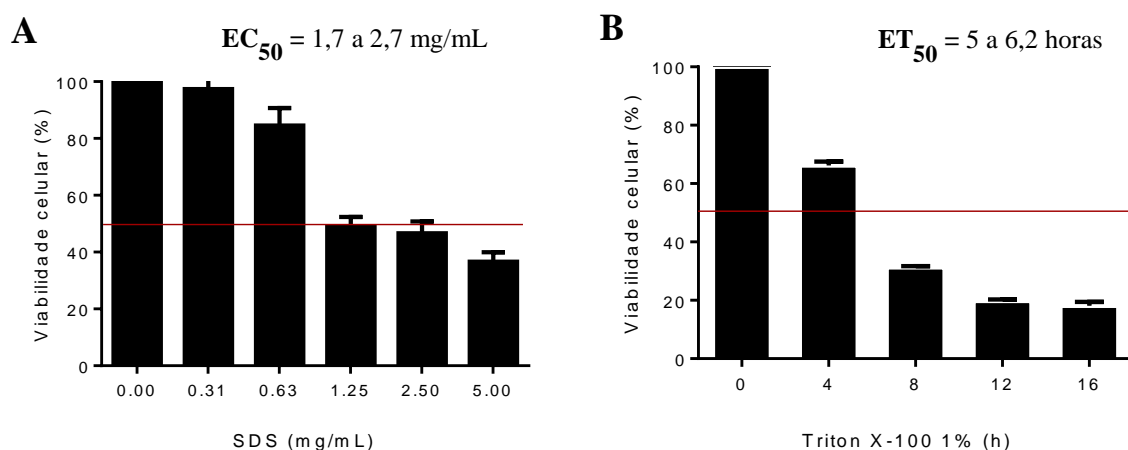 A
EC50 = 1,7 a 2,7 mg/mL
Viabilidade celular (%)
100
80
60
40
20
0
0.00 0.31 0.63 1.25 2.50 5.00
SDS (mg/mL)
B
ET50 = 5 a 6,2 horas
Viabilidade celular (%)
100
80
60
40
20
0
0 4 8 12 16
Triton X-100 1% (h)